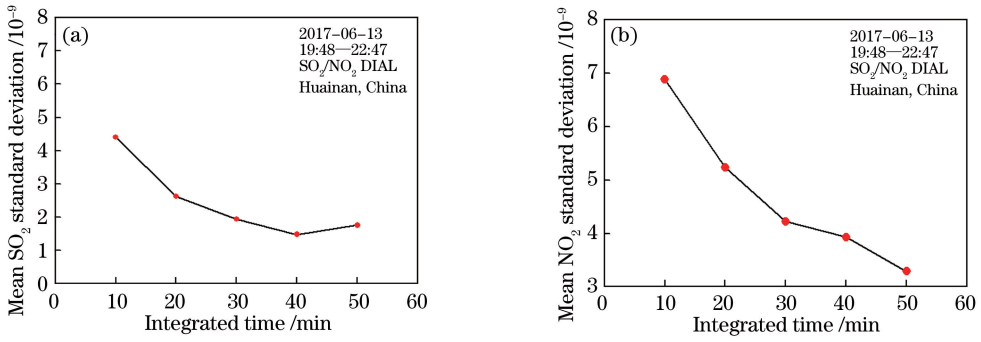 (a)
2017-06-13
19:48—22:47
SO₂/NO₂ DIAL
Huainan, China
Mean SO₂ standard deviation /10⁻⁹
8
7
6
5
4
3
2
1
0
0 10 20 30 40 50 60
Integrated time /min
(b)
2017-06-13
19:48—22:47
SO₂/NO₂ DIAL
Huainan, China
Mean NO₂ standard deviation /10⁻⁹
8
7
6
5
4
3
0 10 20 30 40 50 60
Integrated time /min